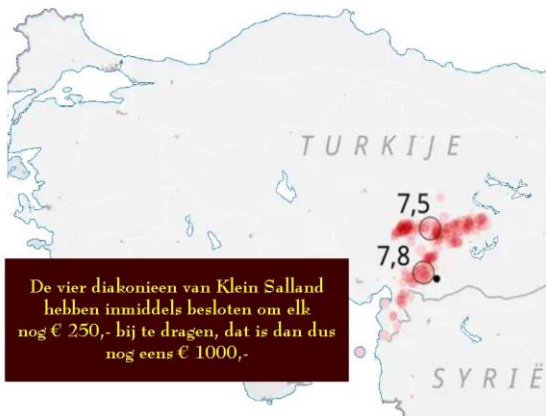 TURKIJE
7,5
7,8
De vier diakonieen van Klein Salland
hebben inmiddels besloten om elk
nog € 250,- bij te dragen, dat is dan dus
nog eens € 1000,-
SYRIË